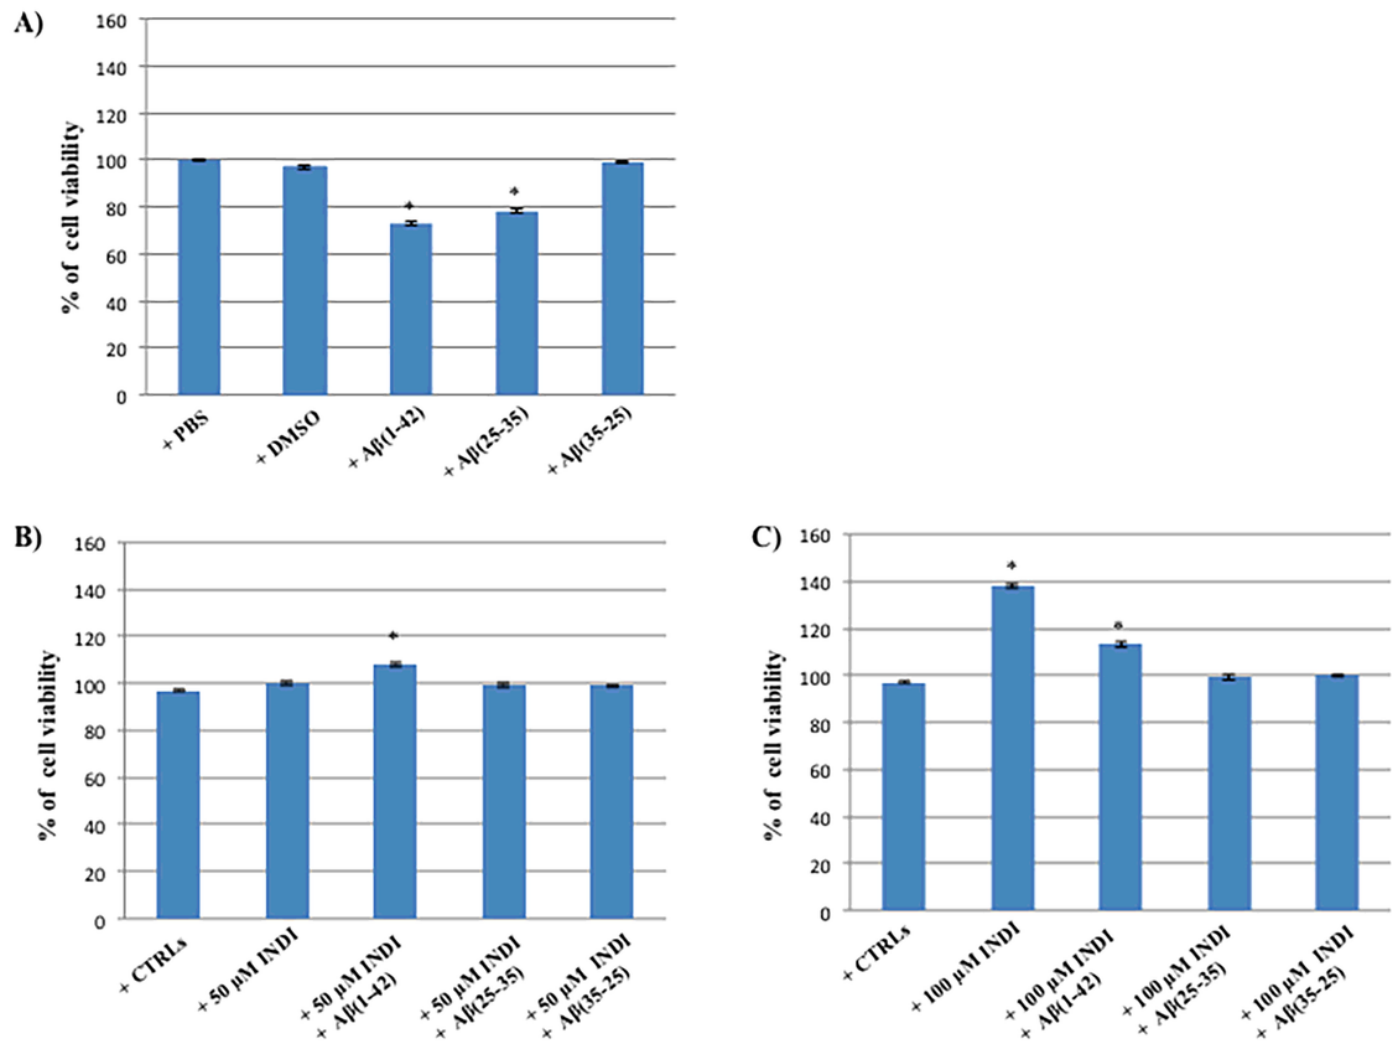 A)
% of cell viability
160
140
120
100
80
60
40
20
0
*
*
+ PBS
+ DMSO
+ Aβ(1-42)
+ Aβ(25-35)
+ Aβ(35-25)
B)
% of cell viability
160
140
120
100
80
60
40
20
0
*
+ CTRLs
+ 50 µM INDI
+ 50 µM INDI
+ Aβ(1-42)
+ 50 µM INDI
+ Aβ(25-35)
+ 50 µM INDI
+ Aβ(35-25)
C)
% of cell viability
160
140
120
100
80
60
40
20
0
*
*
+ CTRLs
+ 100 µM INDI
+ 100 µM INDI
+ Aβ(1-42)
+ 100 µM INDI
+ Aβ(25-35)
+ 100 µM INDI
+ Aβ(35-25)